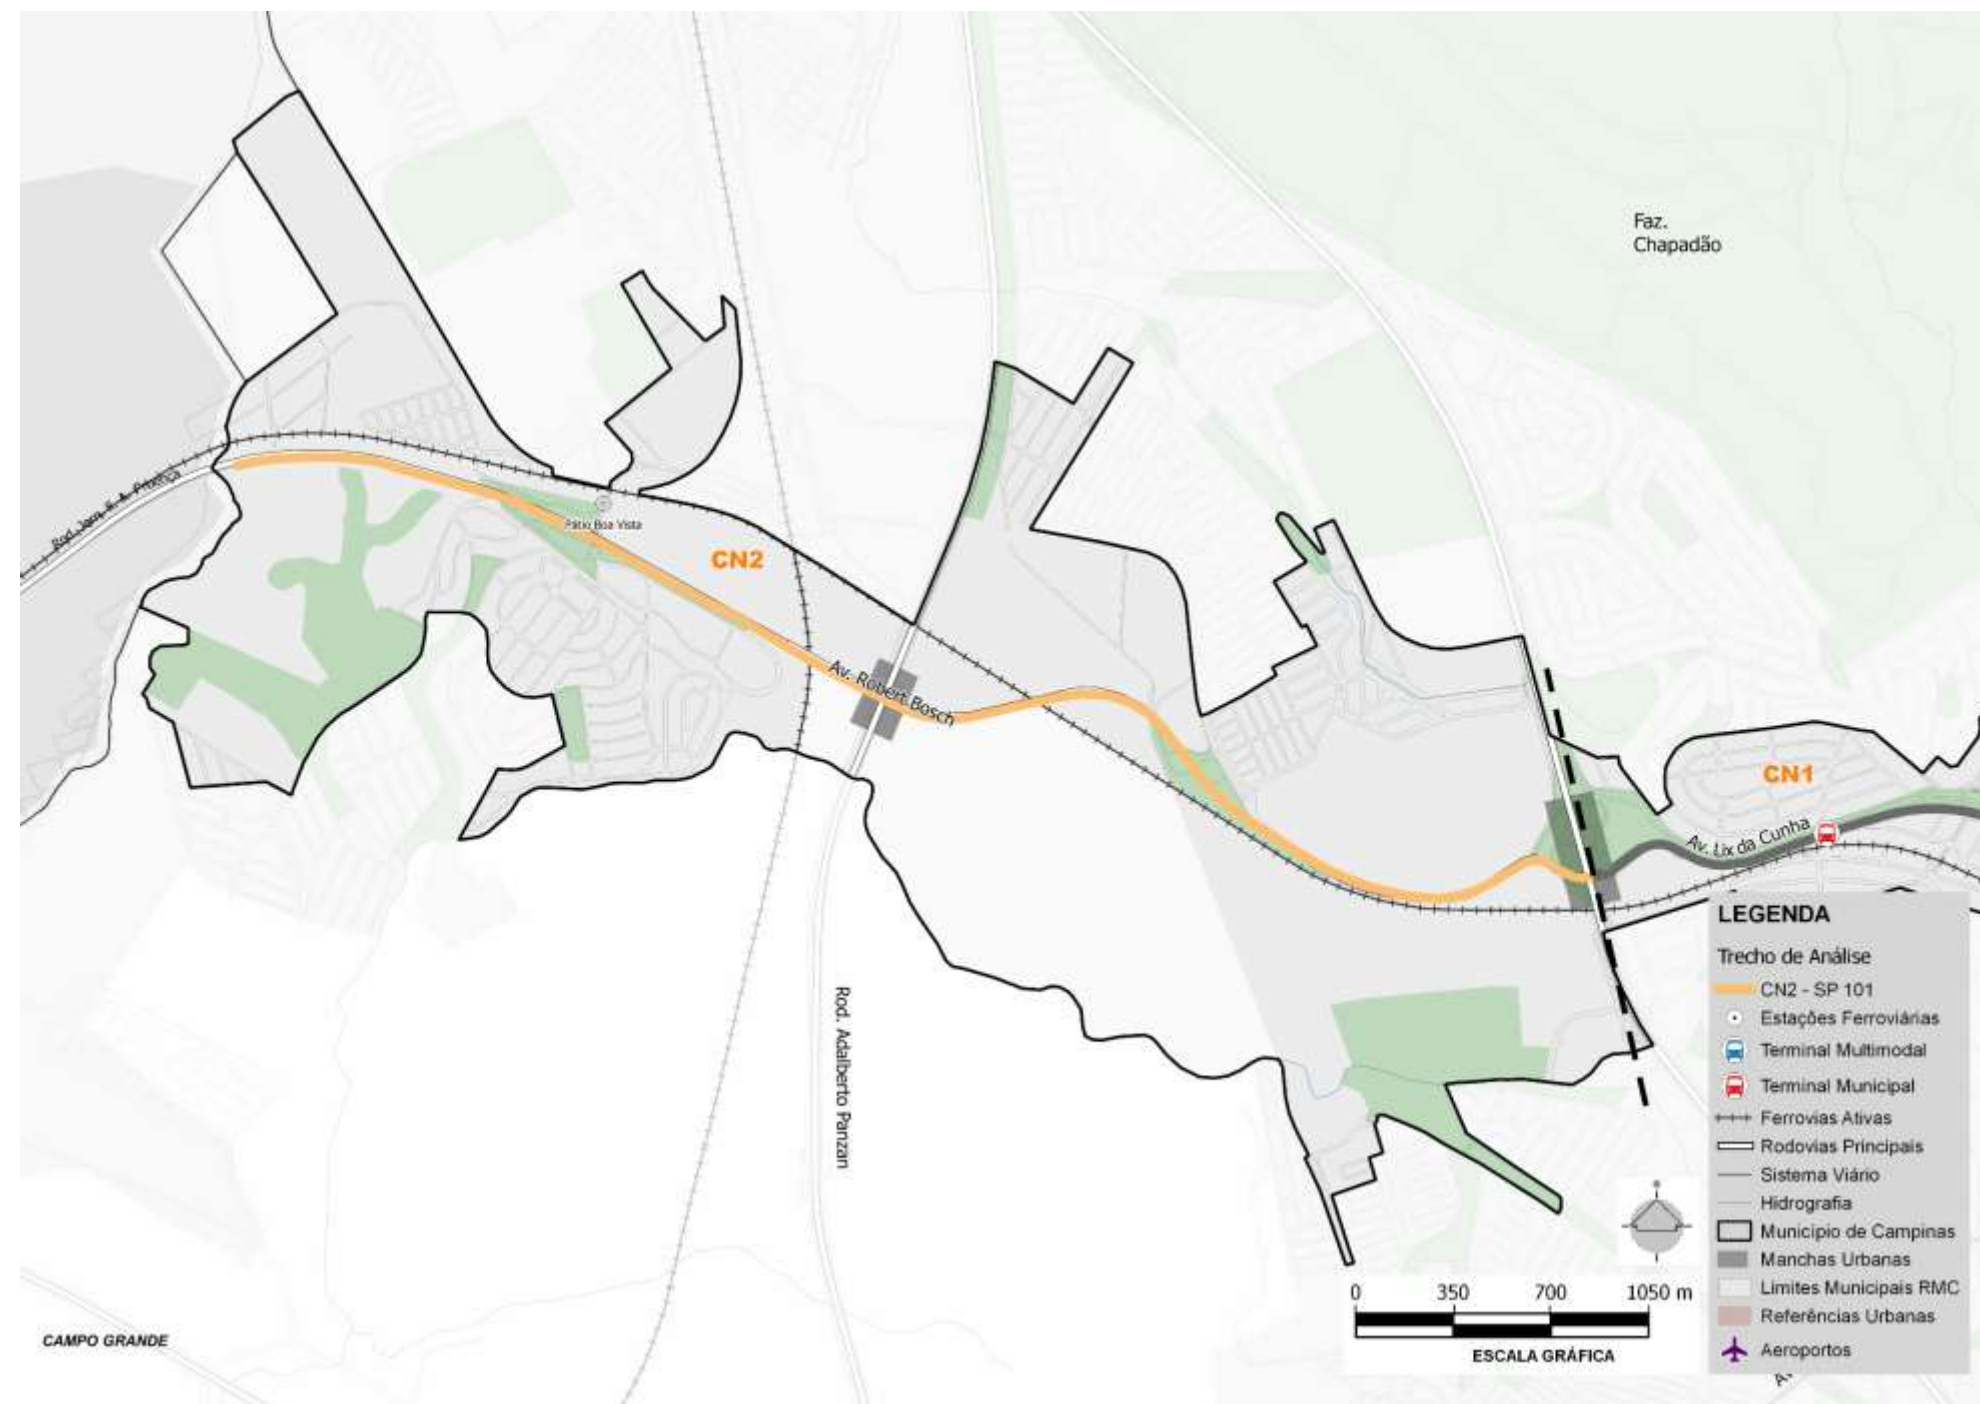 Faz.
Chapadão
Rod. Jorn. F. A. Proença
Pátio Boa Vista
CN2
Av. Robert Bosch
CN1
Av. Lix da Cunha
Rod. Adalberto Panzan
CAMPO GRANDE
LEGENDA
Trecho de Análise
CN2 - SP 101
Estações Ferroviárias
Terminal Multimodal
Terminal Municipal
Ferrovias Ativas
Rodovias Principais
Sistema Viário
Hidrografia
Município de Campinas
Manchas Urbanas
Limites Municipais RMC
Referências Urbanas
Aeroportos
0 350 700 1050 m
ESCALA GRÁFICA